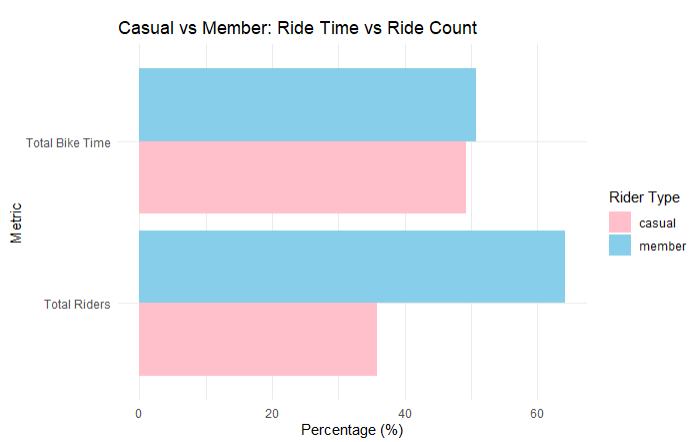 Casual vs Member: Ride Time vs Ride Count
Total Bike Time
Total Riders
Metric
0
20
40
60
Percentage (%)
Rider Type
casual
member